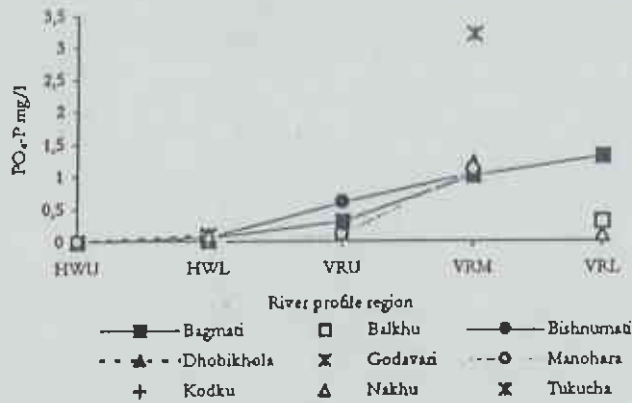 3,5
3
2,5
2
1,5
1
0,5
0
PO₄-P mg/l
HWU HWL VRU VRM VRL
River profile region
Bagmati Balkhu Bishnumati
Dhobikhola Godavari Manohara
Kodku Nakhu Tukucha